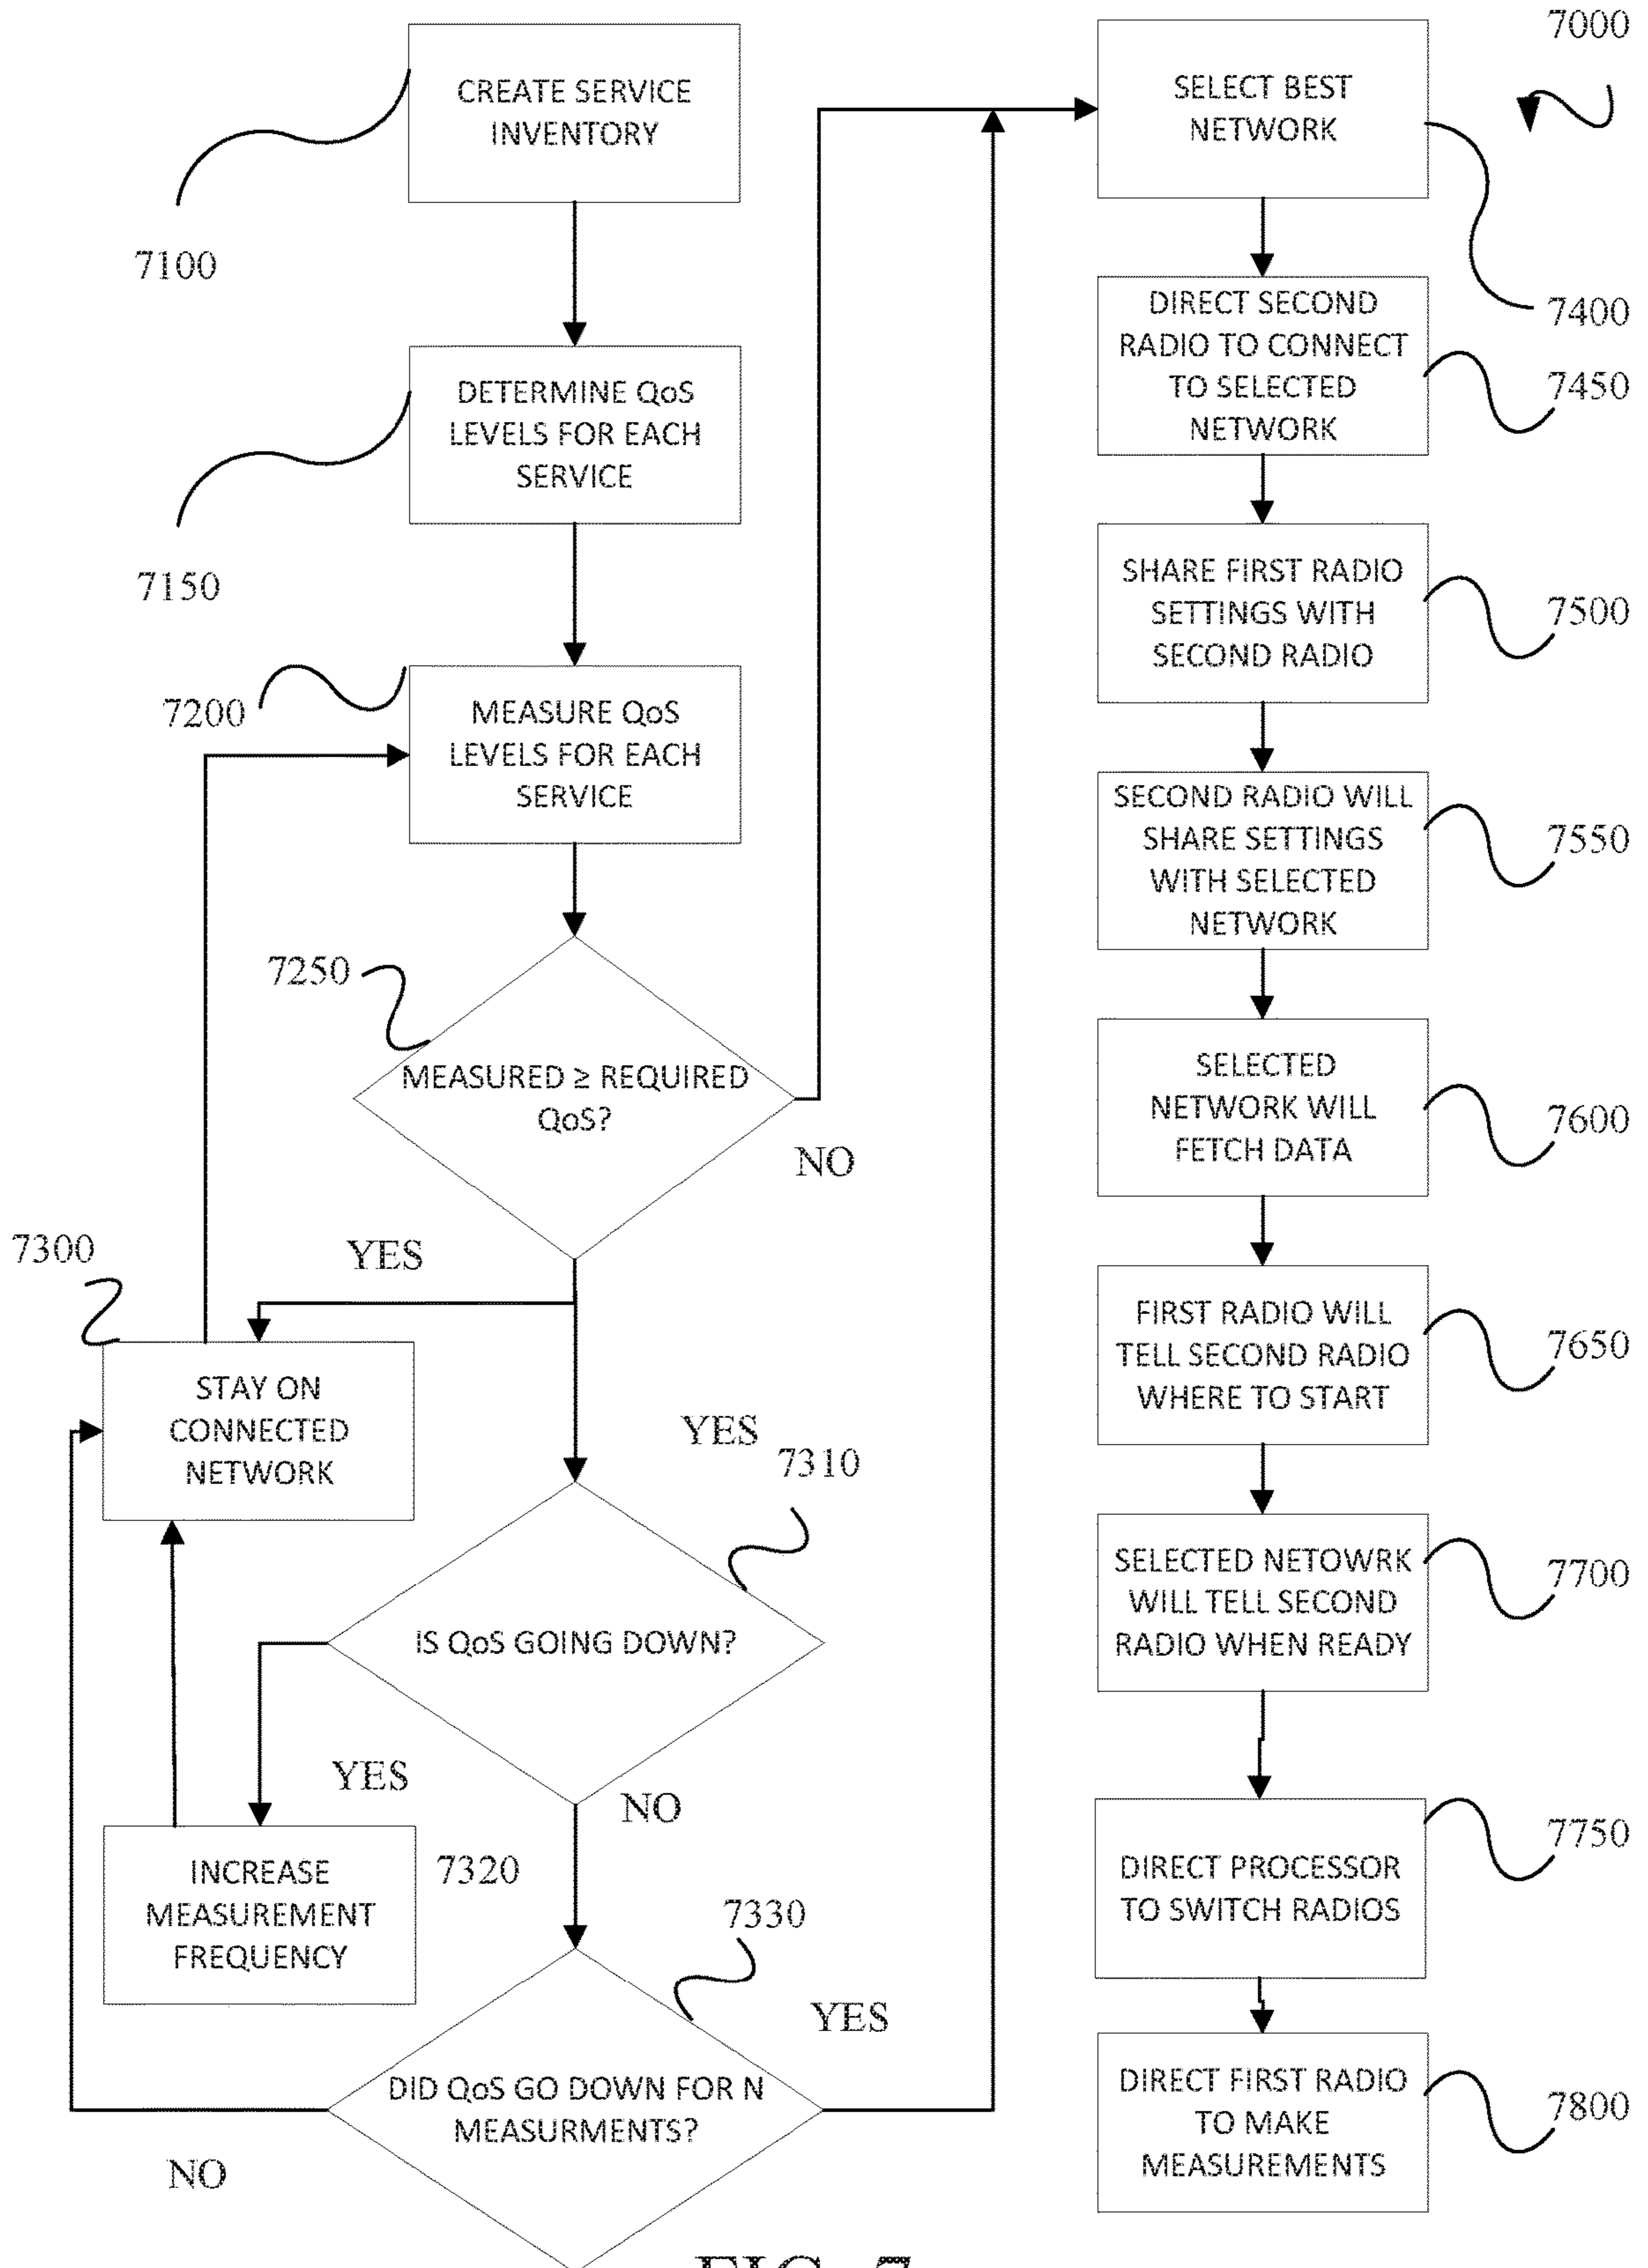 CREATE SERVICE
INVENTORY
7100
DETERMINE QoS
LEVELS FOR EACH
SERVICE
7150
7200
MEASURE QoS
LEVELS FOR EACH
SERVICE
7250
MEASURED ≥ REQUIRED
QoS?
NO
YES
7300
STAY ON
CONNECTED
NETWORK
YES
7310
IS QoS GOING DOWN?
YES
NO
INCREASE
MEASUREMENT
FREQUENCY
7320
7330
YES
DID QoS GO DOWN FOR N
MEASURMENTS?
NO
7000
SELECT BEST
NETWORK
7400
DIRECT SECOND
RADIO TO CONNECT
TO SELECTED
NETWORK
7450
SHARE FIRST RADIO
SETTINGS WITH
SECOND RADIO
7500
SECOND RADIO WILL
SHARE SETTINGS
WITH SELECTED
NETWORK
7550
SELECTED
NETWORK WILL
FETCH DATA
7600
FIRST RADIO WILL
TELL SECOND RADIO
WHERE TO START
7650
SELECTED NETOWRK
WILL TELL SECOND
RADIO WHEN READY
7700
DIRECT PROCESSOR
TO SWITCH RADIOS
7750
DIRECT FIRST RADIO
TO MAKE
MEASUREMENTS
7800
FIG. 7